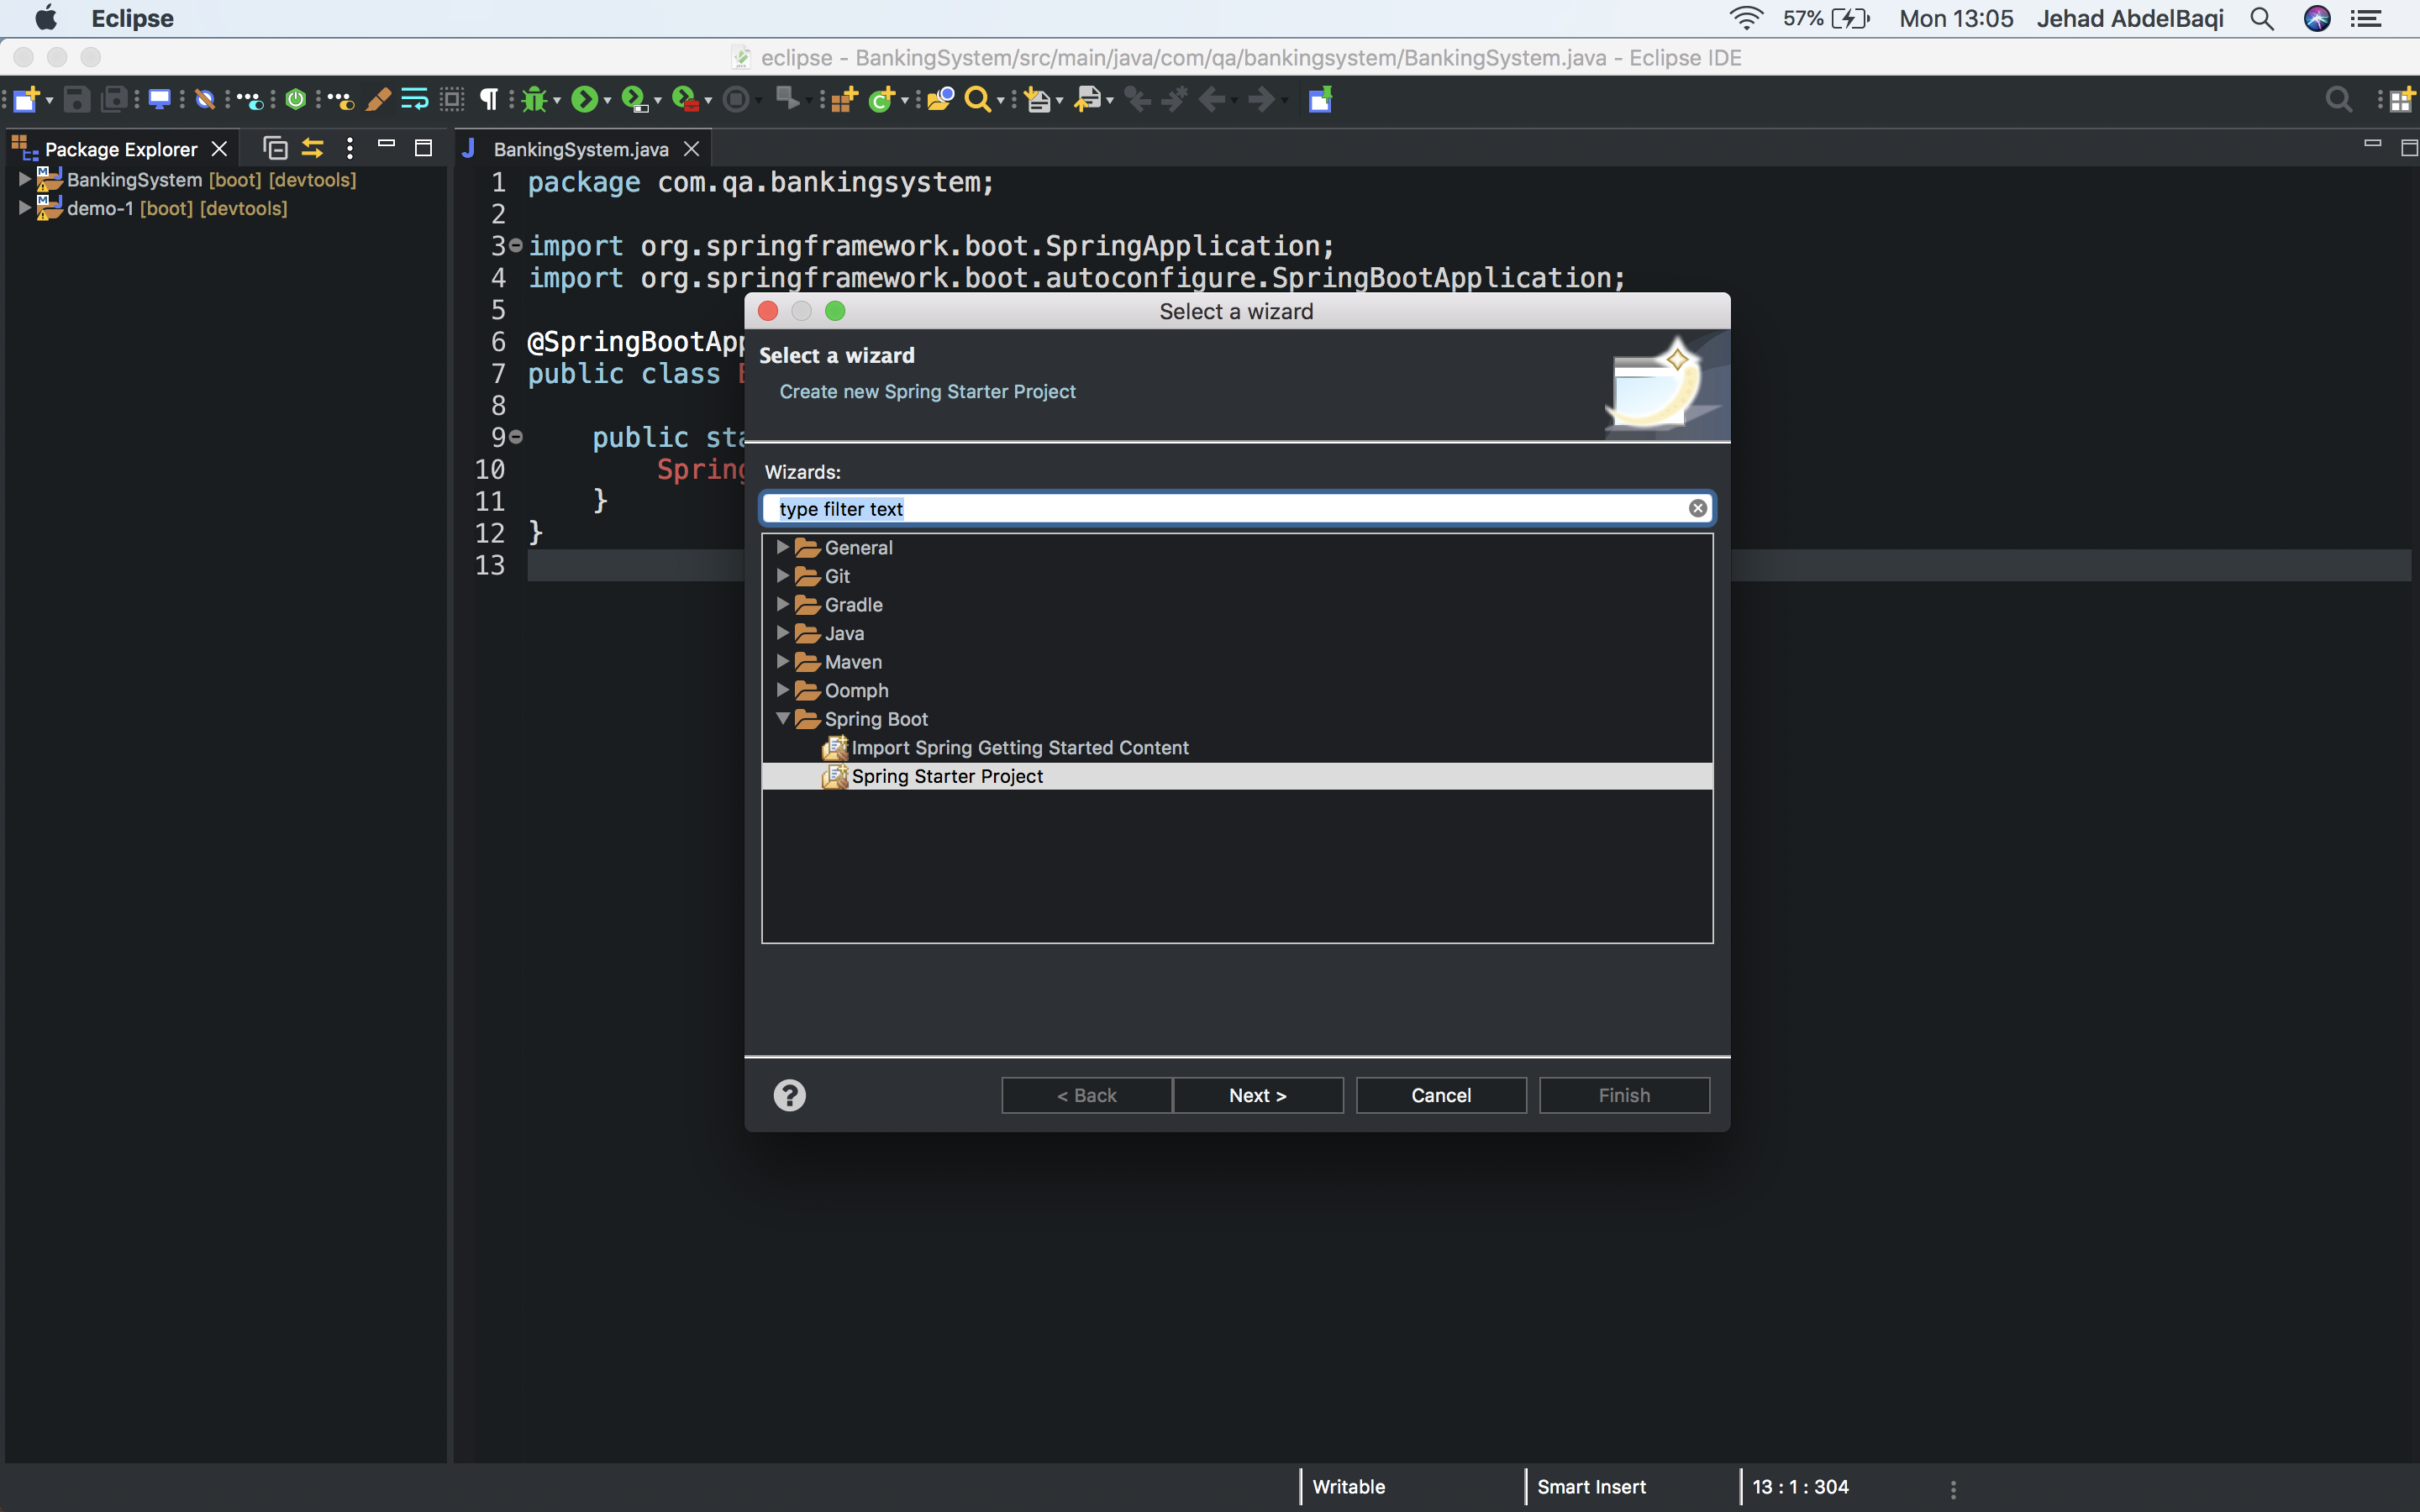 Eclipse 57% Mon 13:05 Jehad AbdelBaqi
eclipse - BankingSystem/src/main/java/com/qa/bankingsystem/BankingSystem.java - Eclipse IDE
Package Explorer
BankingSystem.java
BankingSystem [boot] [devtools]
demo-1 [boot] [devtools]
1 package com.qa.bankingsystem;
2
3 import org.springframework.boot.SpringApplication;
4 import org.springframework.boot.autoconfigure.SpringBootApplication;
5
6 @SpringBootApp
7 public class
8
9 public sta
10 Spring
11 }
12 }
13
Select a wizard
Select a wizard
Create new Spring Starter Project
Wizards:
type filter text
General
Git
Gradle
Java
Maven
Oomph
Spring Boot
Import Spring Getting Started Content
Spring Starter Project
?
< Back
Next >
Cancel
Finish
Writable
Smart Insert
13 : 1 : 304